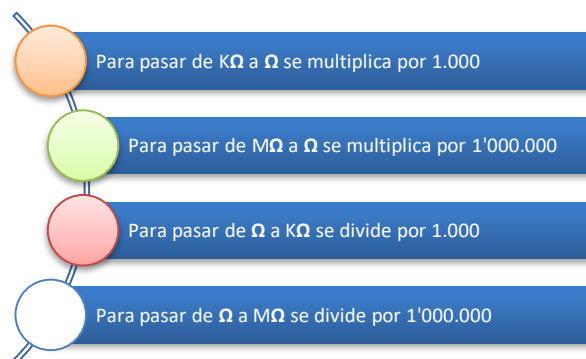 Para pasar de KΩ a Ω se multiplica por 1.000
Para pasar de MΩ a Ω se multiplica por 1'000.000
Para pasar de Ω a KΩ se divide por 1.000
Para pasar de Ω a MΩ se divide por 1'000.000